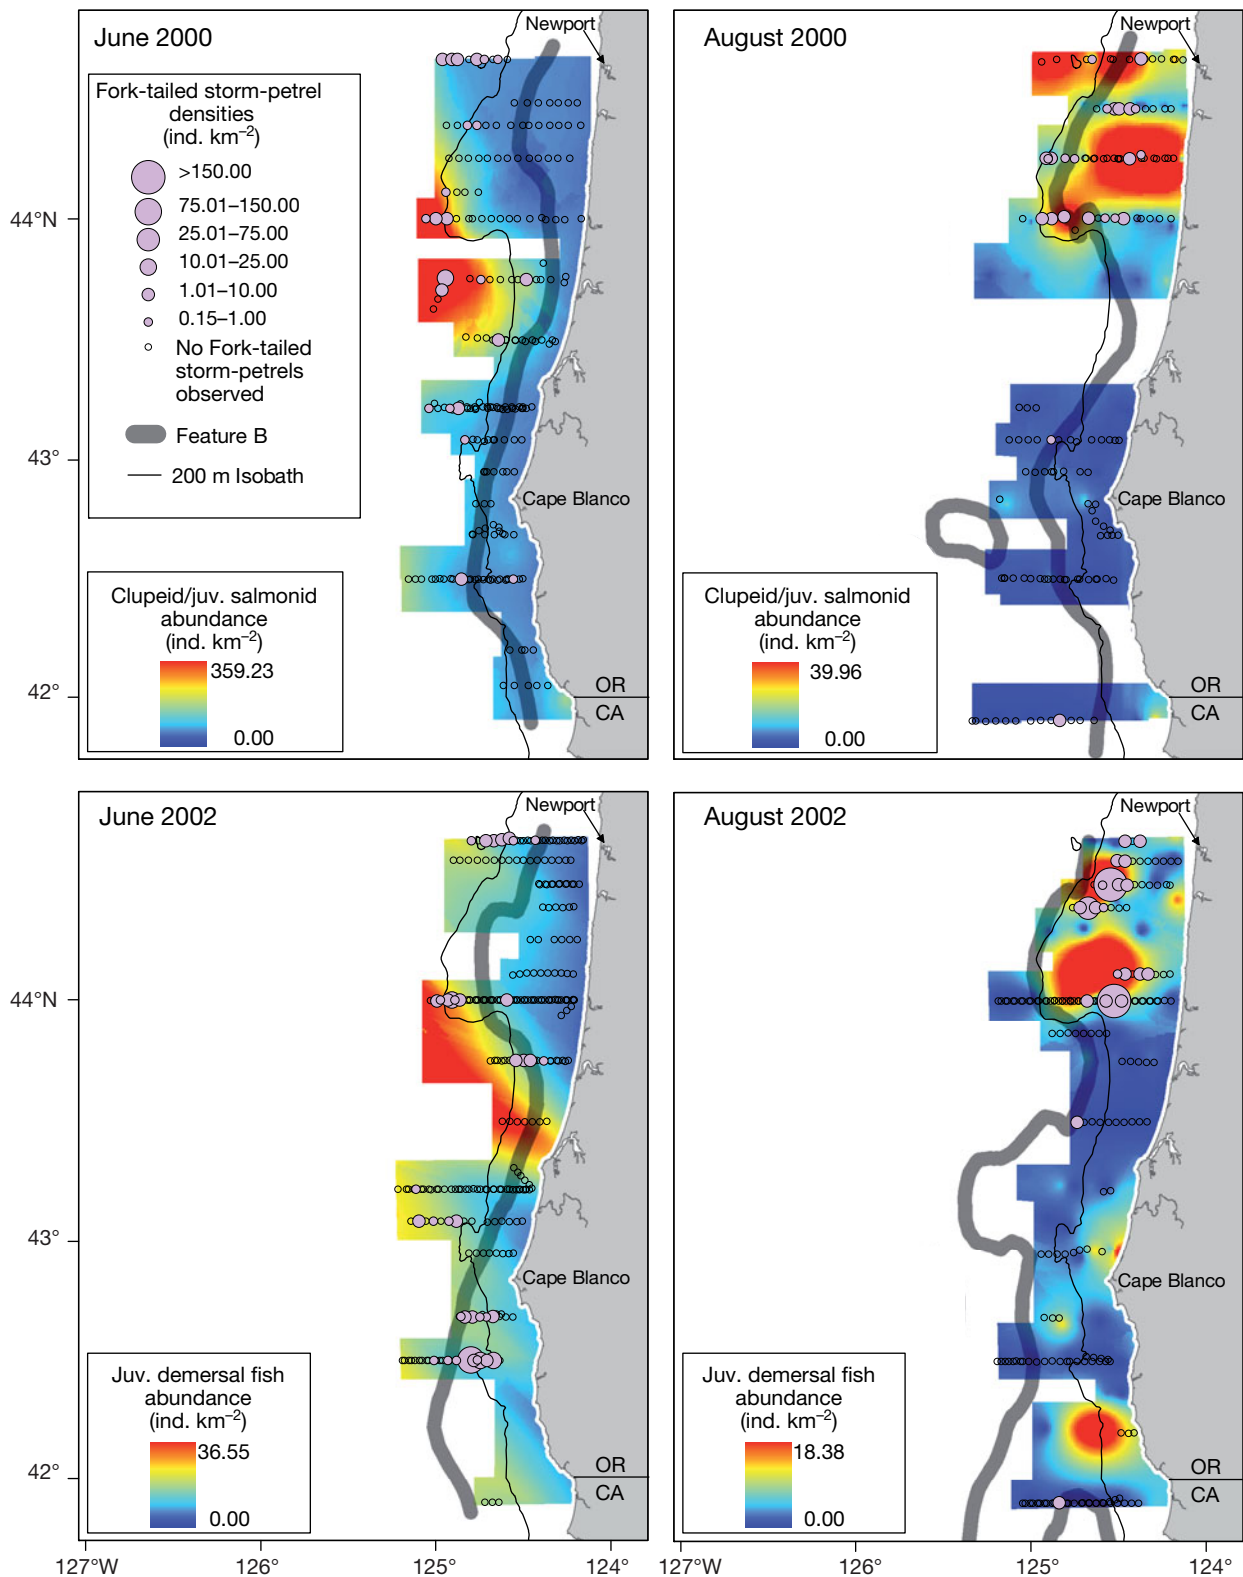 June 2000
Newport
Fork-tailed storm-petrel
densities
(ind. km⁻²)
>150.00
75.01–150.00
25.01–75.00
10.01–25.00
1.01–10.00
0.15–1.00
No Fork-tailed
storm-petrels
observed
Feature B
200 m Isobath
Cape Blanco
Clupeid/juv. salmonid
abundance
(ind. km⁻²)
359.23
0.00
OR
CA
44°N
43°
42°
August 2000
Newport
Cape Blanco
Clupeid/juv. salmonid
abundance
(ind. km⁻²)
39.96
0.00
OR
CA
June 2002
Newport
Cape Blanco
Juv. demersal fish
abundance
(ind. km⁻²)
36.55
0.00
OR
CA
44°N
43°
42°
127°W
126°
125°
124°
August 2002
Newport
Cape Blanco
Juv. demersal fish
abundance
(ind. km⁻²)
18.38
0.00
OR
CA
127°W
126°
125°
124°